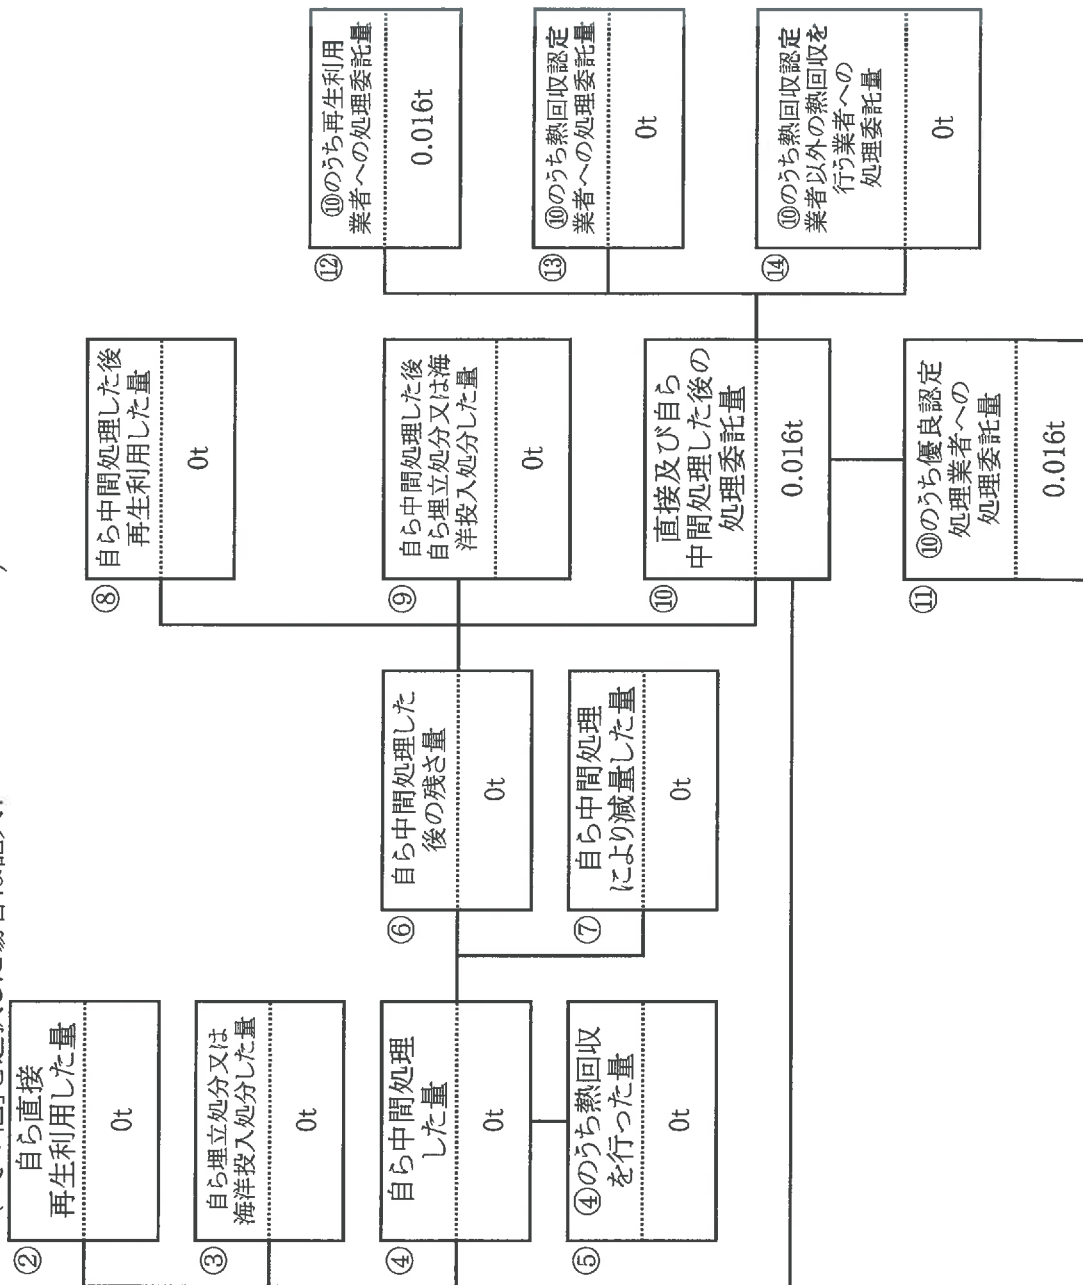 ②
自ら直接
再生利用した量
0t
③
自ら埋立処分又は
海洋投入処分した量
0t
④
自ら中間処理
した量
0t
⑤
④のうち熱回収
を行った量
0t
⑥
自ら中間処理した
後の残さ量
0t
⑦
自ら中間処理
により減量した量
0t
⑧
自ら中間処理した後
再生利用した量
0t
⑨
自ら中間処理した後
自ら埋立処分又は海
洋投入処分した量
0t
⑩
直接及び自ら
中間処理した後の
処理委託量
0.016t
⑪
⑩のうち優良認定
処理業者への
処理委託量
0.016t
⑫
⑩のうち再生利用
業者への処理委託量
0.016t
⑬
⑩のうち熱回収認定
業者への処理委託量
0t
⑭
⑩のうち熱回収認定
業者以外の熱回収を
行う業者への
処理委託量
0t